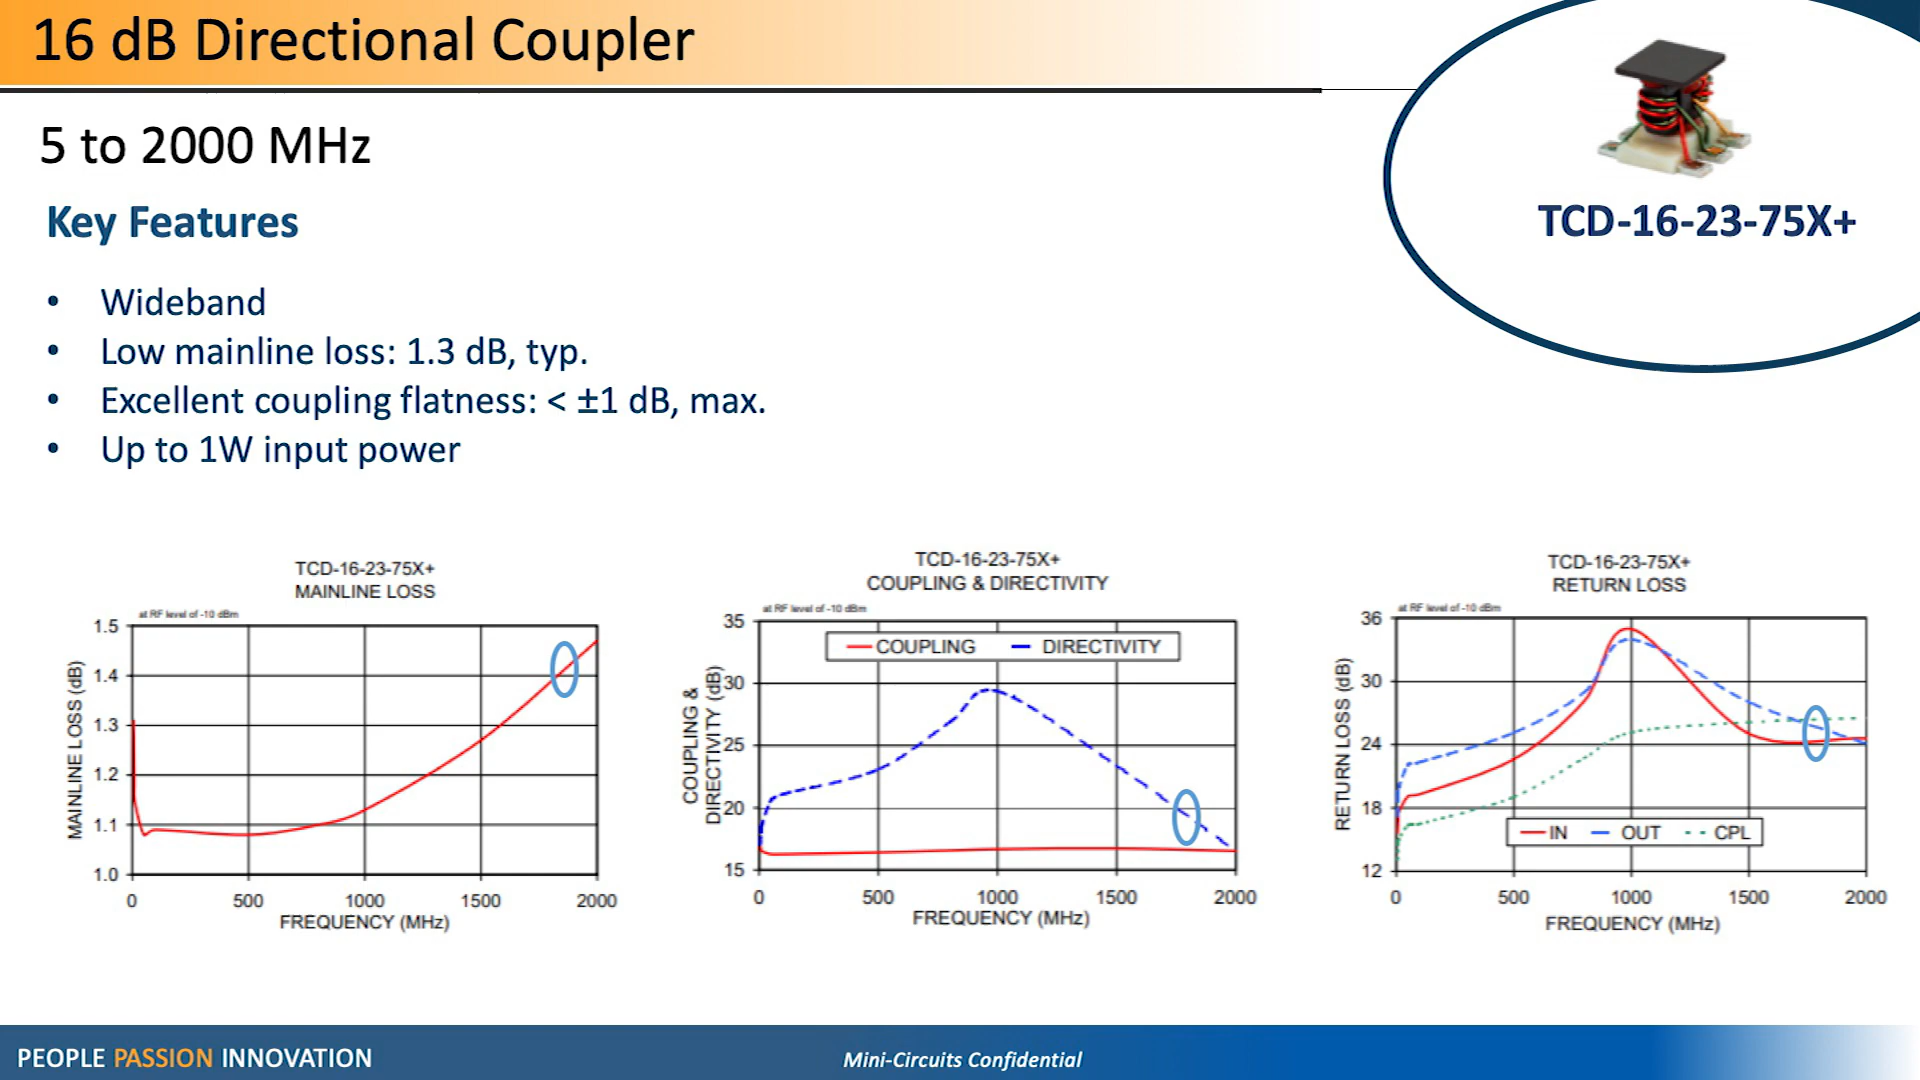 16 dB Directional Coupler
5 to 2000 MHz
TCD-16-23-75X+
Key Features
• Wideband
• Low mainline loss: 1.3 dB, typ.
• Excellent coupling flatness: < ±1 dB, max.
• Up to 1W input power
TCD-16-23-75X+
MAINLINE LOSS
at RF level of -10 dBm
MAINLINE LOSS (dB)
1.5
1.4
1.3
1.2
1.1
1.0
0 500 1000 1500 2000
FREQUENCY (MHz)
TCD-16-23-75X+
COUPLING & DIRECTIVITY
at RF level of -10 dBm
COUPLING DIRECTIVITY
COUPLING &
DIRECTIVITY (dB)
35
30
25
20
15
0 500 1000 1500 2000
FREQUENCY (MHz)
TCD-16-23-75X+
RETURN LOSS
at RF level of -10 dBm
RETURN LOSS (dB)
36
30
24
18
12
IN OUT CPL
0 500 1000 1500 2000
FREQUENCY (MHz)
PEOPLE PASSION INNOVATION
Mini-Circuits Confidential